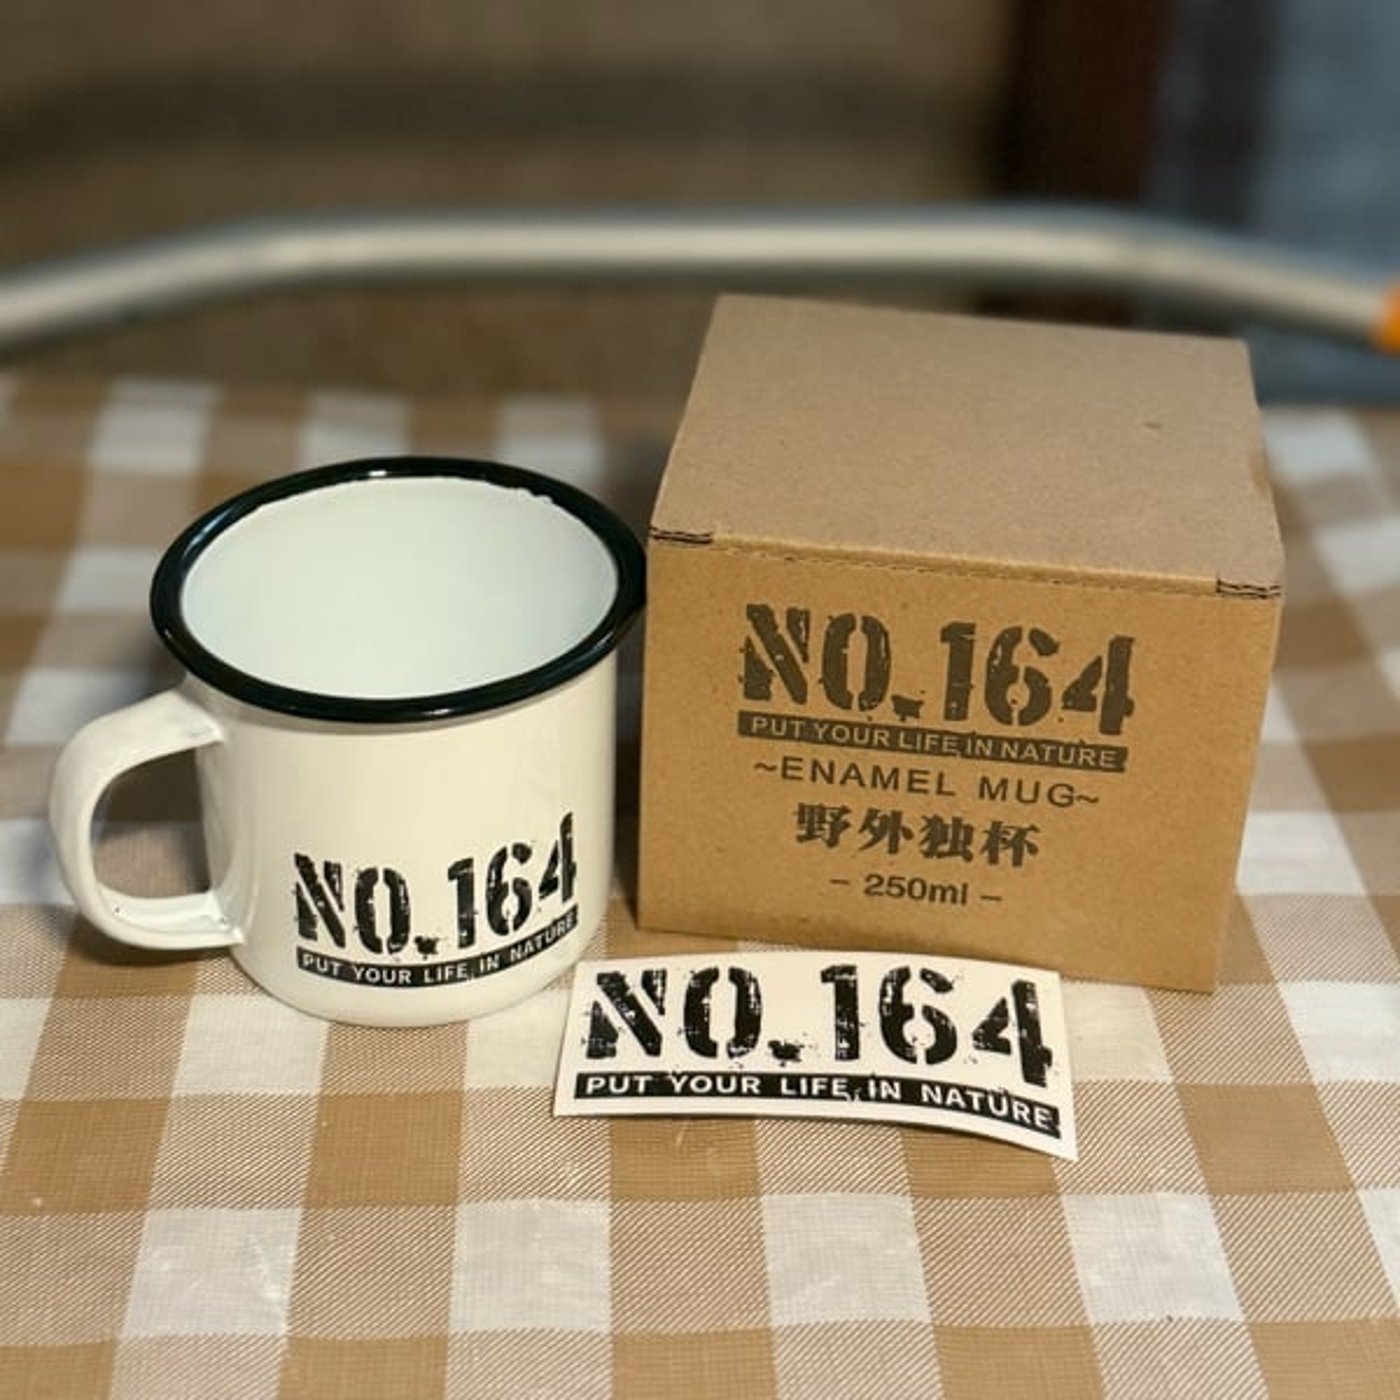 NO.164
PUT YOUR LIFE IN NATURE
NO.164
PUT YOUR LIFE IN NATURE
~ENAMEL MUG~
野外独杯
- 250ml -
NO.164
PUT YOUR LIFE IN NATURE